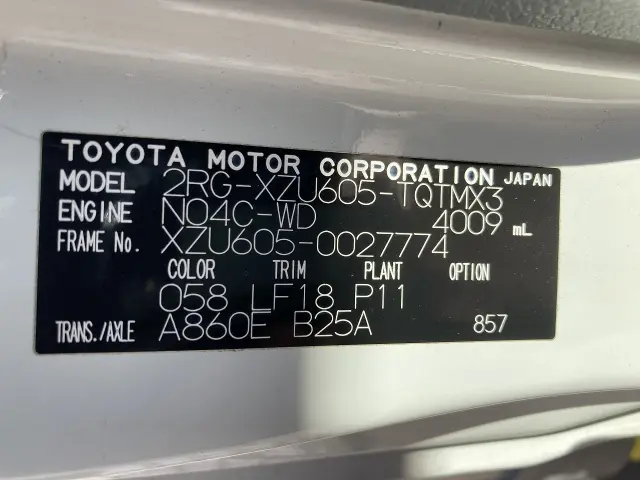 TOYOTA MOTOR CORPORATION JAPAN
MODEL 2RG-XZU605-TQTMX3
ENGINE N04C-WD 4009 mL
FRAME No. XZU605-0027774
COLOR TRIM PLANT OPTION
058 LF18 P11
TRANS./AXLE A860E B25A 857